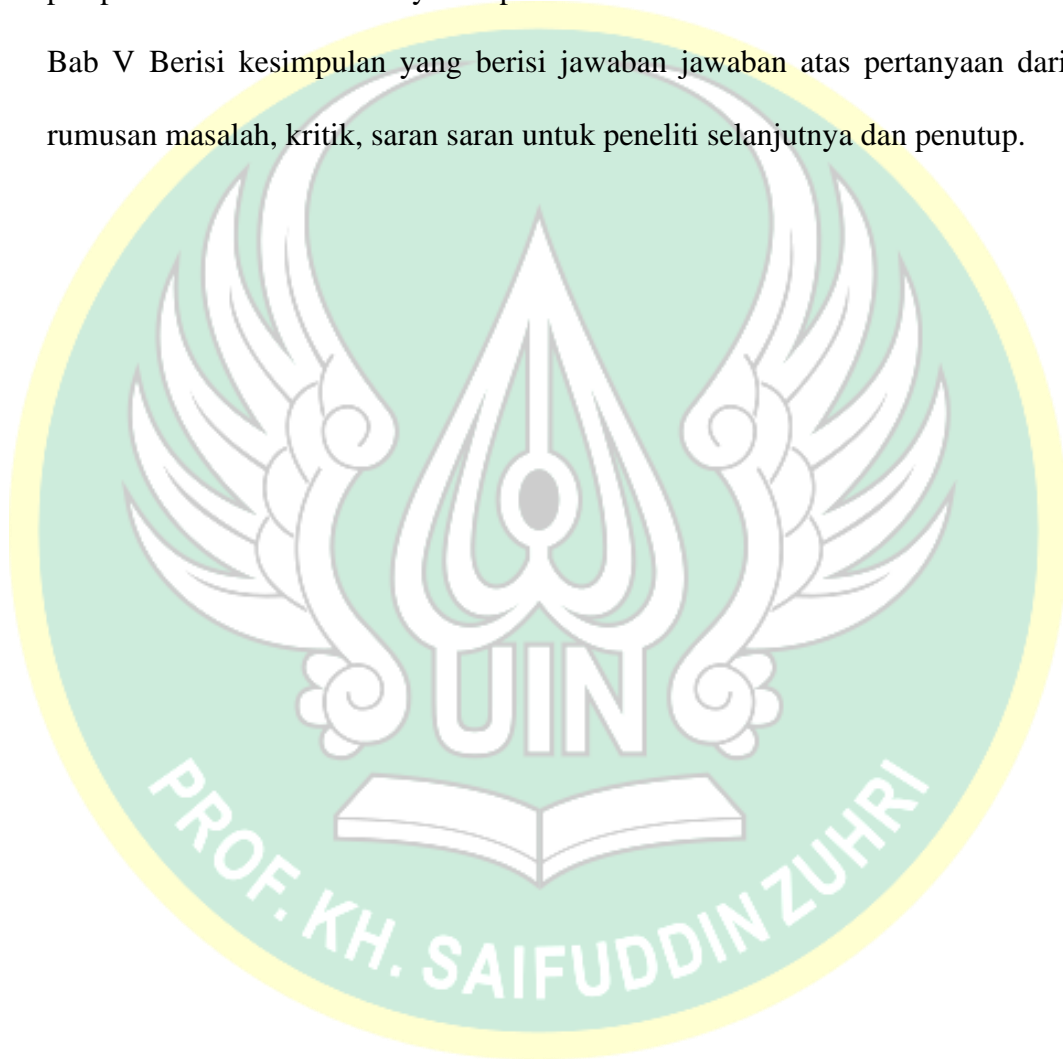 Bab V Berisi kesimpulan yang berisi jawaban jawaban atas pertanyaan dari
rumusan masalah, kritik, saran saran untuk peneliti selanjutnya dan penutup.
UIN
PROF. KH. SAIFUDDIN ZUHRI